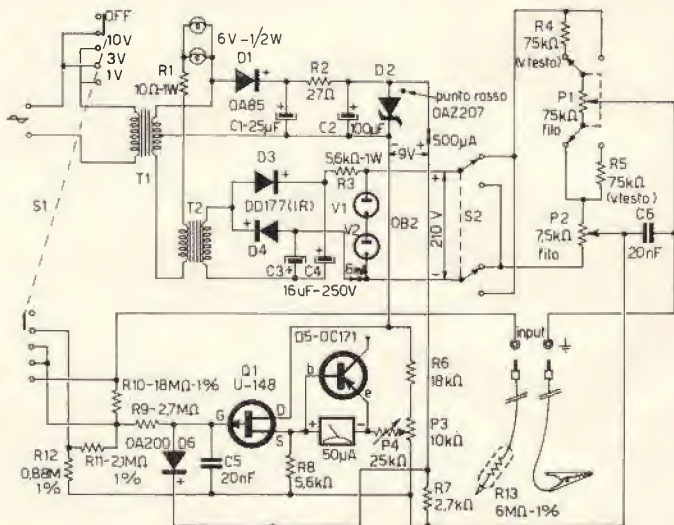 OFF
10V
3V
1V
6V-1/2W
R1
10Ω-1W
D1
OA85
R2
27Ω
D2
punto rosso
OAZ207
C1-25µF
C2
100µF
R4
75kΩ
(v.testo)
P1
75kΩ
filo
R5
75kΩ
(v.testo)
P2
7,5kΩ
filo
C6
20nF
T1
S1
T2
D3
DD177(IR)
D4
C3
C4
16uF-250V
5,6kΩ-1W
R3
V1
V2
OB2
9V
500µA
210 V
S2
input
R10-18MΩ-1%
R9-2,7MΩ
Q1
U-148
G
D
S
D5-OC171
b
e
R6
18kΩ
P3
10kΩ
50µA
P4
25kΩ
R12
0,88M
1%
R11-2,1MΩ
1%
OA200
D6
C5
20nF
R8
5,6kΩ
R7
2,7kΩ
R13
6MΩ-1%